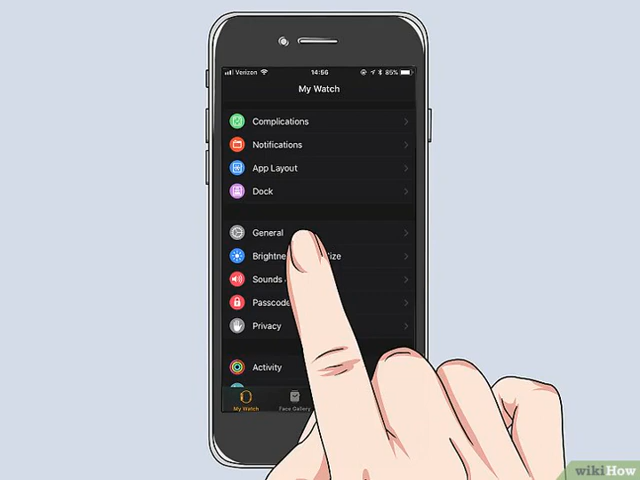 Verizon 14:56 85%
My Watch
Complications
Notifications
App Layout
Dock
General
Brightne ize
Sounds
Passcode
Privacy
Activity
My Watch Face Gallery
wikiHow